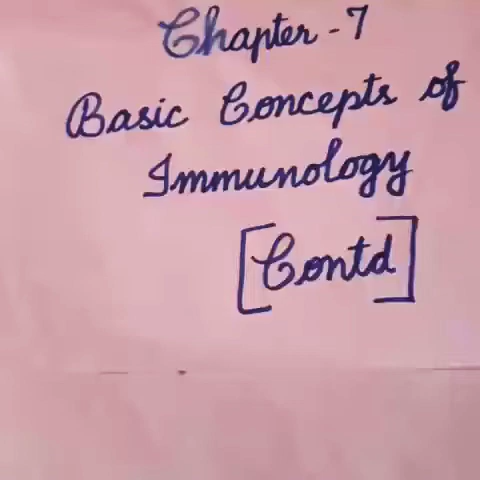 Chapter - 7
Basic Concepts of
Immunology
[Contd]